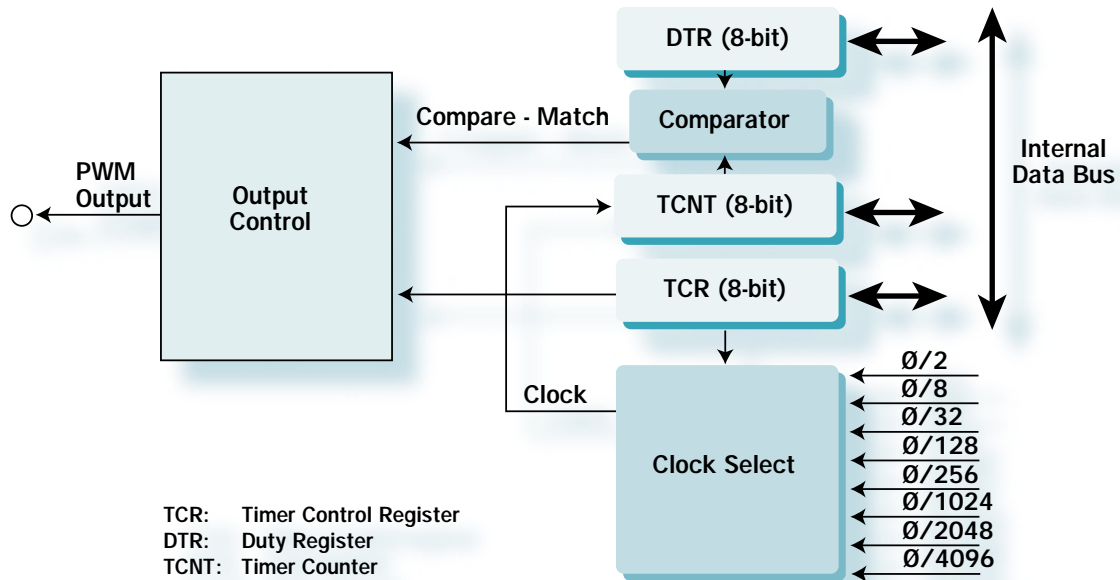 DTR (8-bit)
Compare - Match
Comparator
Internal
Data Bus
PWM
Output
Output
Control
TCNT (8-bit)
TCR (8-bit)
Clock
Clock Select
Ø/2
Ø/8
Ø/32
Ø/128
Ø/256
Ø/1024
Ø/2048
Ø/4096
TCR: Timer Control Register
DTR: Duty Register
TCNT: Timer Counter